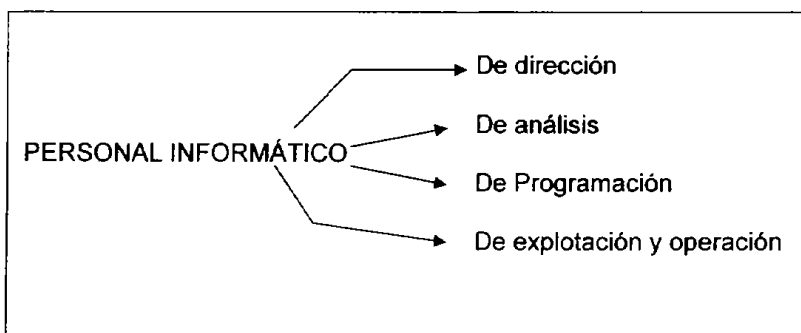 De dirección
De análisis
PERSONAL INFORMÁTICO
De Programación
De explotación y operación